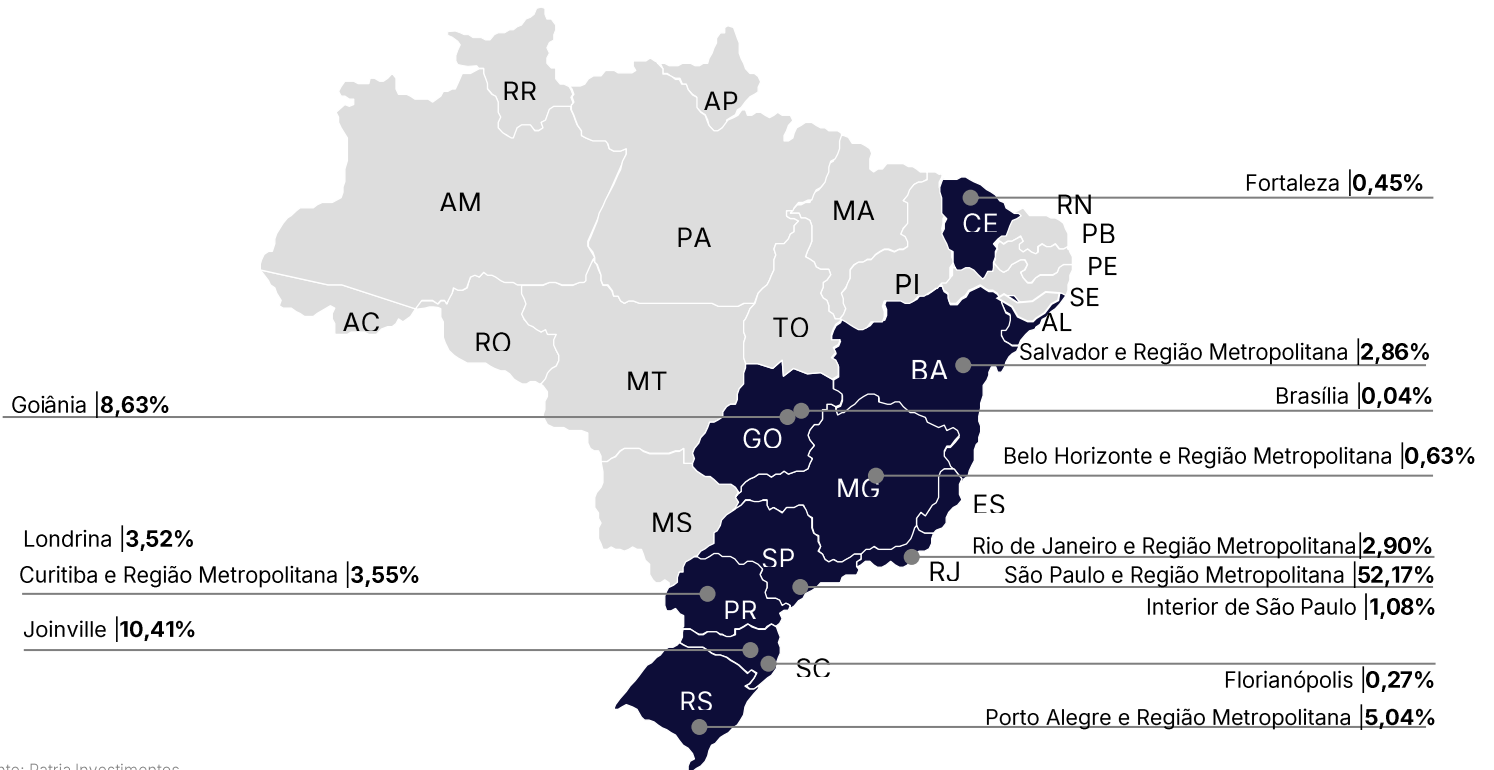 RR
AP
Fortaleza |0,45%
AM
MA
CE
RN
PA
PB
PE
PI
SE
AC
AL
TO
RO
Salvador e Região Metropolitana |2,86%
BA
MT
Brasília |0,04%
Goiânia |8,63%
GO
Belo Horizonte e Região Metropolitana |0,63%
MG
ES
MS
Londrina |3,52%
Rio de Janeiro e Região Metropolitana|2,90%
SP
RJ
Curitiba e Região Metropolitana |3,55%
São Paulo e Região Metropolitana |52,17%
PR
Interior de São Paulo |1,08%
Joinville |10,41%
SC
Florianópolis |0,27%
RS
Porto Alegre e Região Metropolitana |5,04%
Patria Investimentos